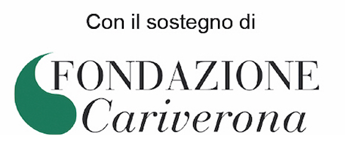 Con il sostegno di
FONDAZIONE
Cariverona